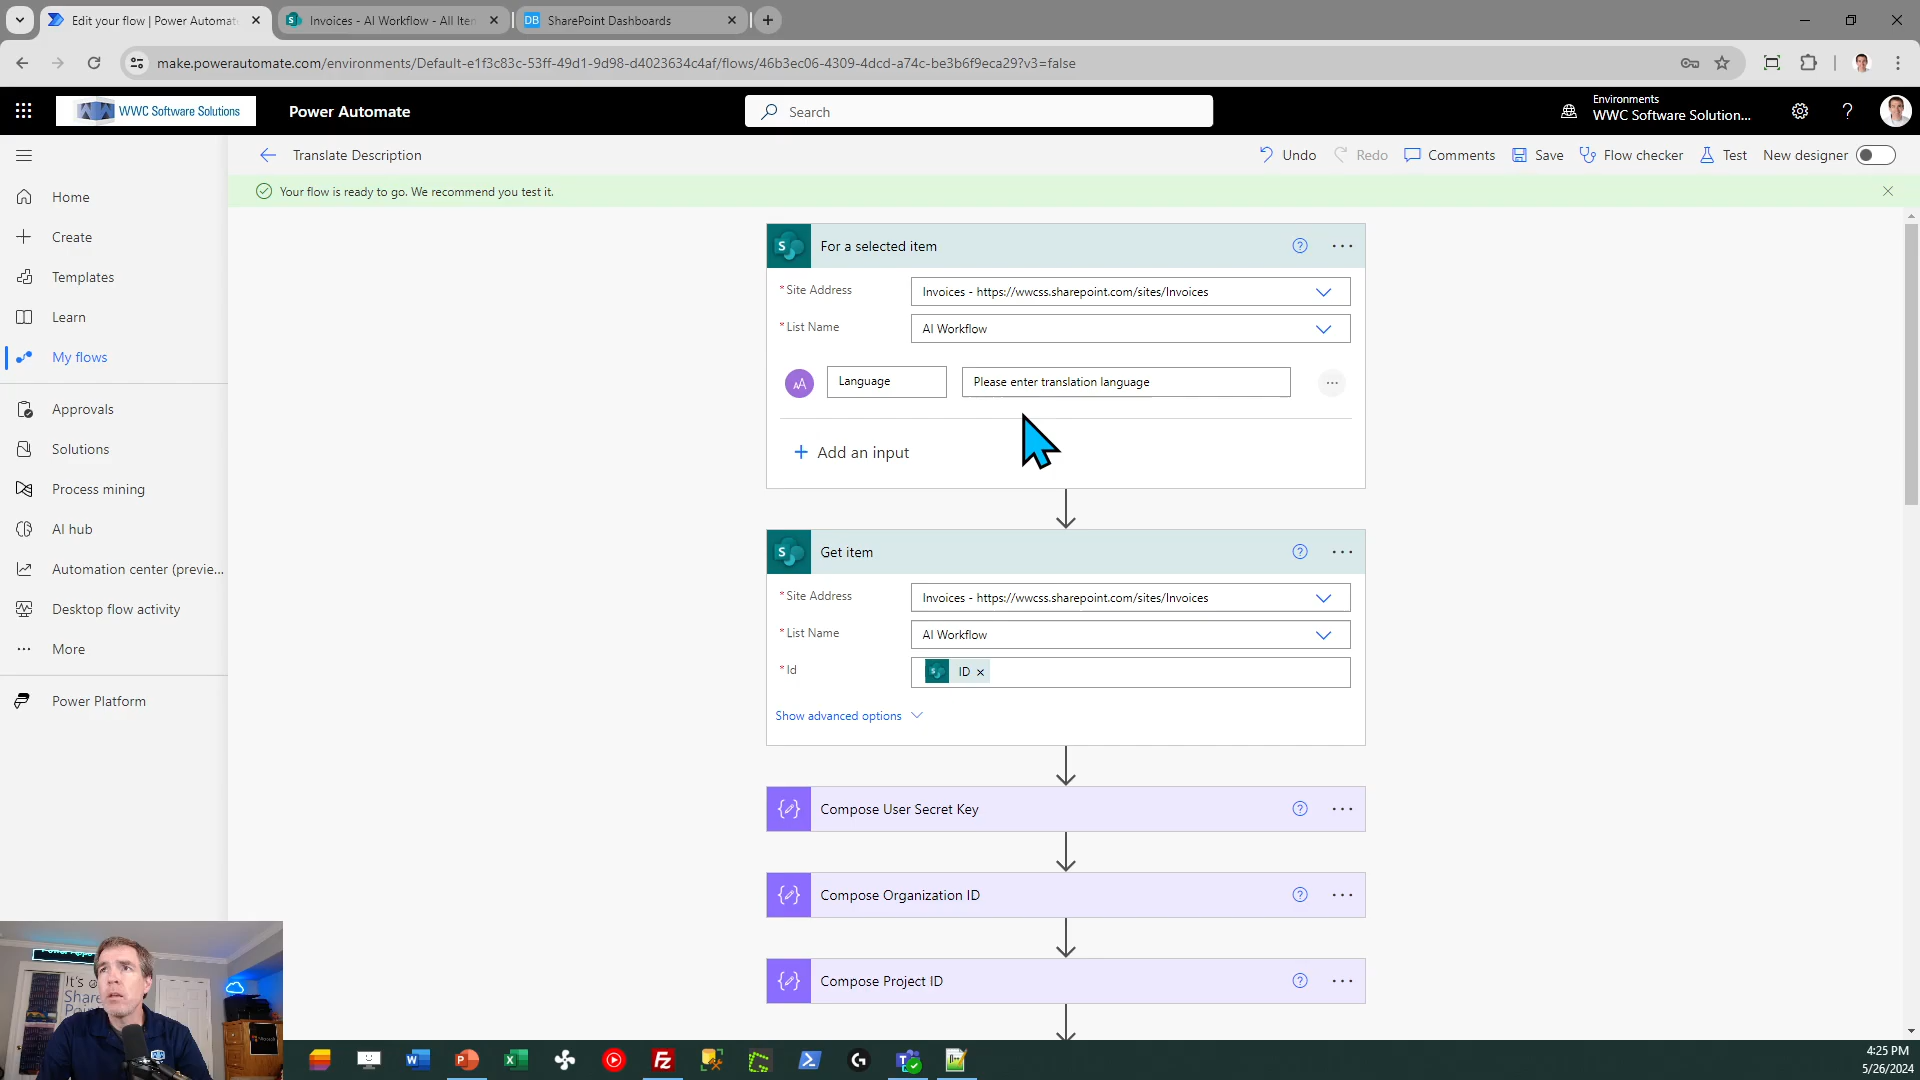 Edit your flow | Power Automate
Invoices - AI Workflow - All Iten
DB SharePoint Dashboards
make.powerautomate.com/environments/Default-e1f3c83c-53ff-49d1-9d98-d4023634c4af/flows/46b3ec06-4309-4dcd-a74c-be3b6f9eca29?v3=false
WWC Software Solutions
Power Automate
Search
Environments
WWC Software Solution...
Translate Description
Undo
Redo
Comments
Save
Flow checker
Test
New designer
Your flow is ready to go. We recommend you test it.
Home
Create
Templates
Learn
My flows
Approvals
Solutions
Process mining
AI hub
Automation center (previe...
Desktop flow activity
More
Power Platform
For a selected item
* Site Address
Invoices - https://wwcss.sharepoint.com/sites/Invoices
* List Name
AI Workflow
AA
Language
Please enter translation language
+ Add an input
Get item
* Site Address
Invoices - https://wwcss.sharepoint.com/sites/Invoices
* List Name
AI Workflow
* Id
ID
Show advanced options
Compose User Secret Key
Compose Organization ID
Compose Project ID
It's
Share
Poin
4:25 PM
5/26/2024